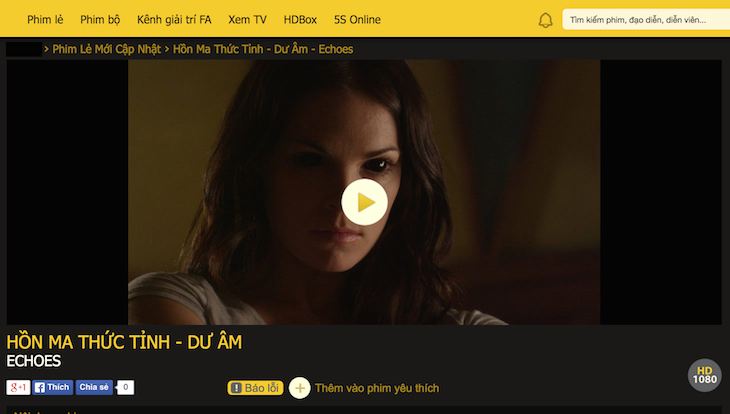 Phim lẻ Phim bộ Kênh giải trí FA Xem TV HDBox 5S Online Tìm kiếm phim, đạo diễn, diễn viên...
› Phim Lẻ Mới Cập Nhật › Hồn Ma Thức Tỉnh - Dư Âm - Echoes
HỒN MA THỨC TỈNH - DƯ ÂM
ECHOES
HD
1080
g+1 Thích Chia sẻ 0 ! Báo lỗi + Thêm vào phim yêu thích